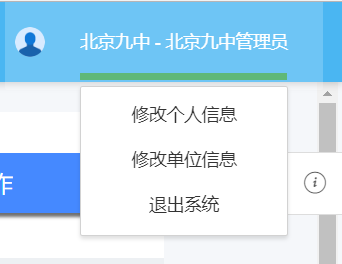 北京九中 - 北京九中管理员
修改个人信息
修改单位信息
退出系统
作